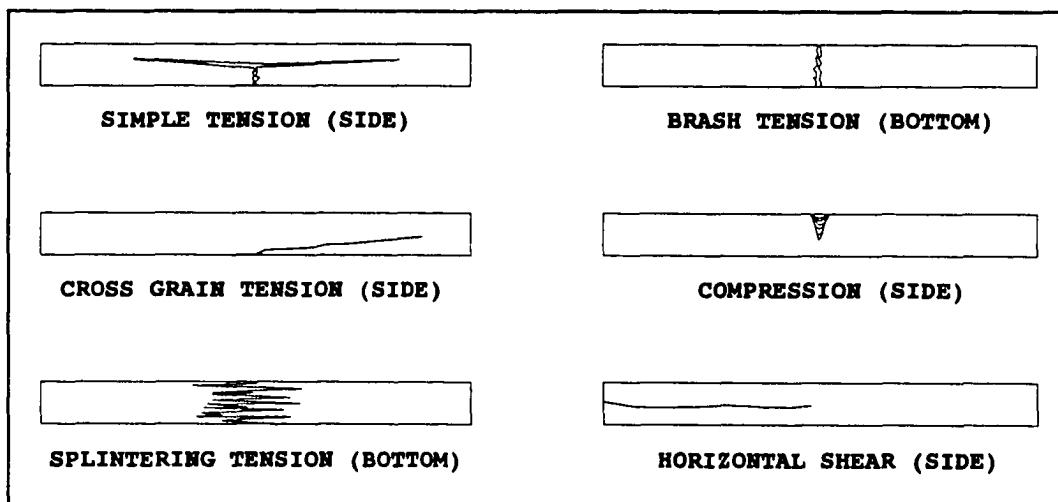 SIMPLE TENSION (SIDE)
BRASH TENSION (BOTTOM)
CROSS GRAIN TENSION (SIDE)
COMPRESSION (SIDE)
SPLINTERING TENSION (BOTTOM)
HORIZONTAL SHEAR (SIDE)